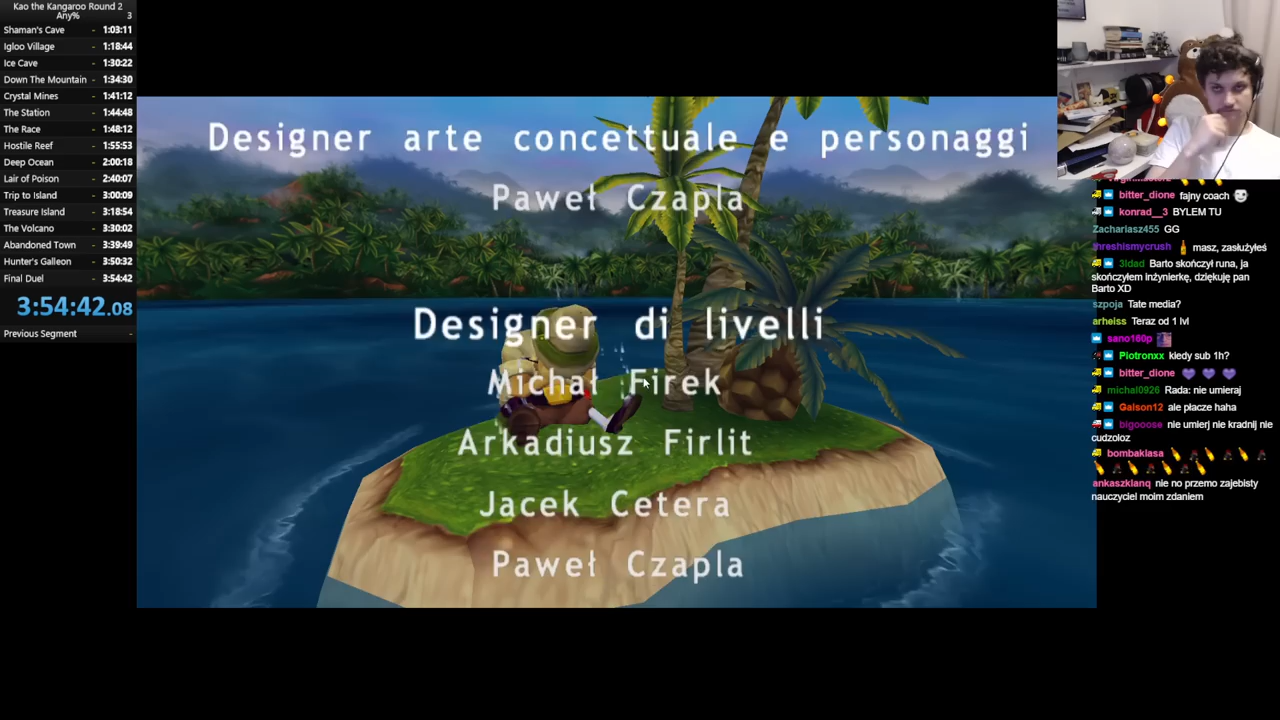 Kao the Kangaroo Round 2
Any%
3
Shaman's Cave - 1:03:11
Igloo Village - 1:18:44
Ice Cave - 1:30:22
Down The Mountain - 1:34:30
Crystal Mines - 1:41:12
The Station - 1:44:48
The Race - 1:48:12
Hostile Reef - 1:55:53
Deep Ocean - 2:00:18
Lair of Poison - 2:40:07
Trip to Island - 3:00:09
Treasure Island - 3:18:54
The Volcano - 3:30:02
Abandoned Town - 3:39:49
Hunter's Galleon - 3:50:32
Final Duel - 3:54:42
3:54:42.08
Previous Segment -
Designer arte concettuale e personaggi
Paweł Czapla
Designer di livelli
Michał Firek
Arkadiusz Firlit
Jacek Cetera
Paweł Czapla
bitter_dione fajny coach
konrad__3 BYLEM TU
Zachariasz455 GG
3hreshismycrush masz, zasłużyłeś
3ldad Barto skończył runa, ja
skończyłem inżynierkę, dziękuję pan
Barto XD
szpoja Tate media?
arheiss Teraz od 1 lvl
sano160p
Piotronxx kiedy sub 1h?
bitter_dione
michal0926 Rada: nie umieraj
Galson12 ale płacze haha
bigooose nie umierj nie kradnij nie
cudzoloz
bombaklasa
ankaszklanq nie no przemo zajebisty
nauczyciel moim zdaniem